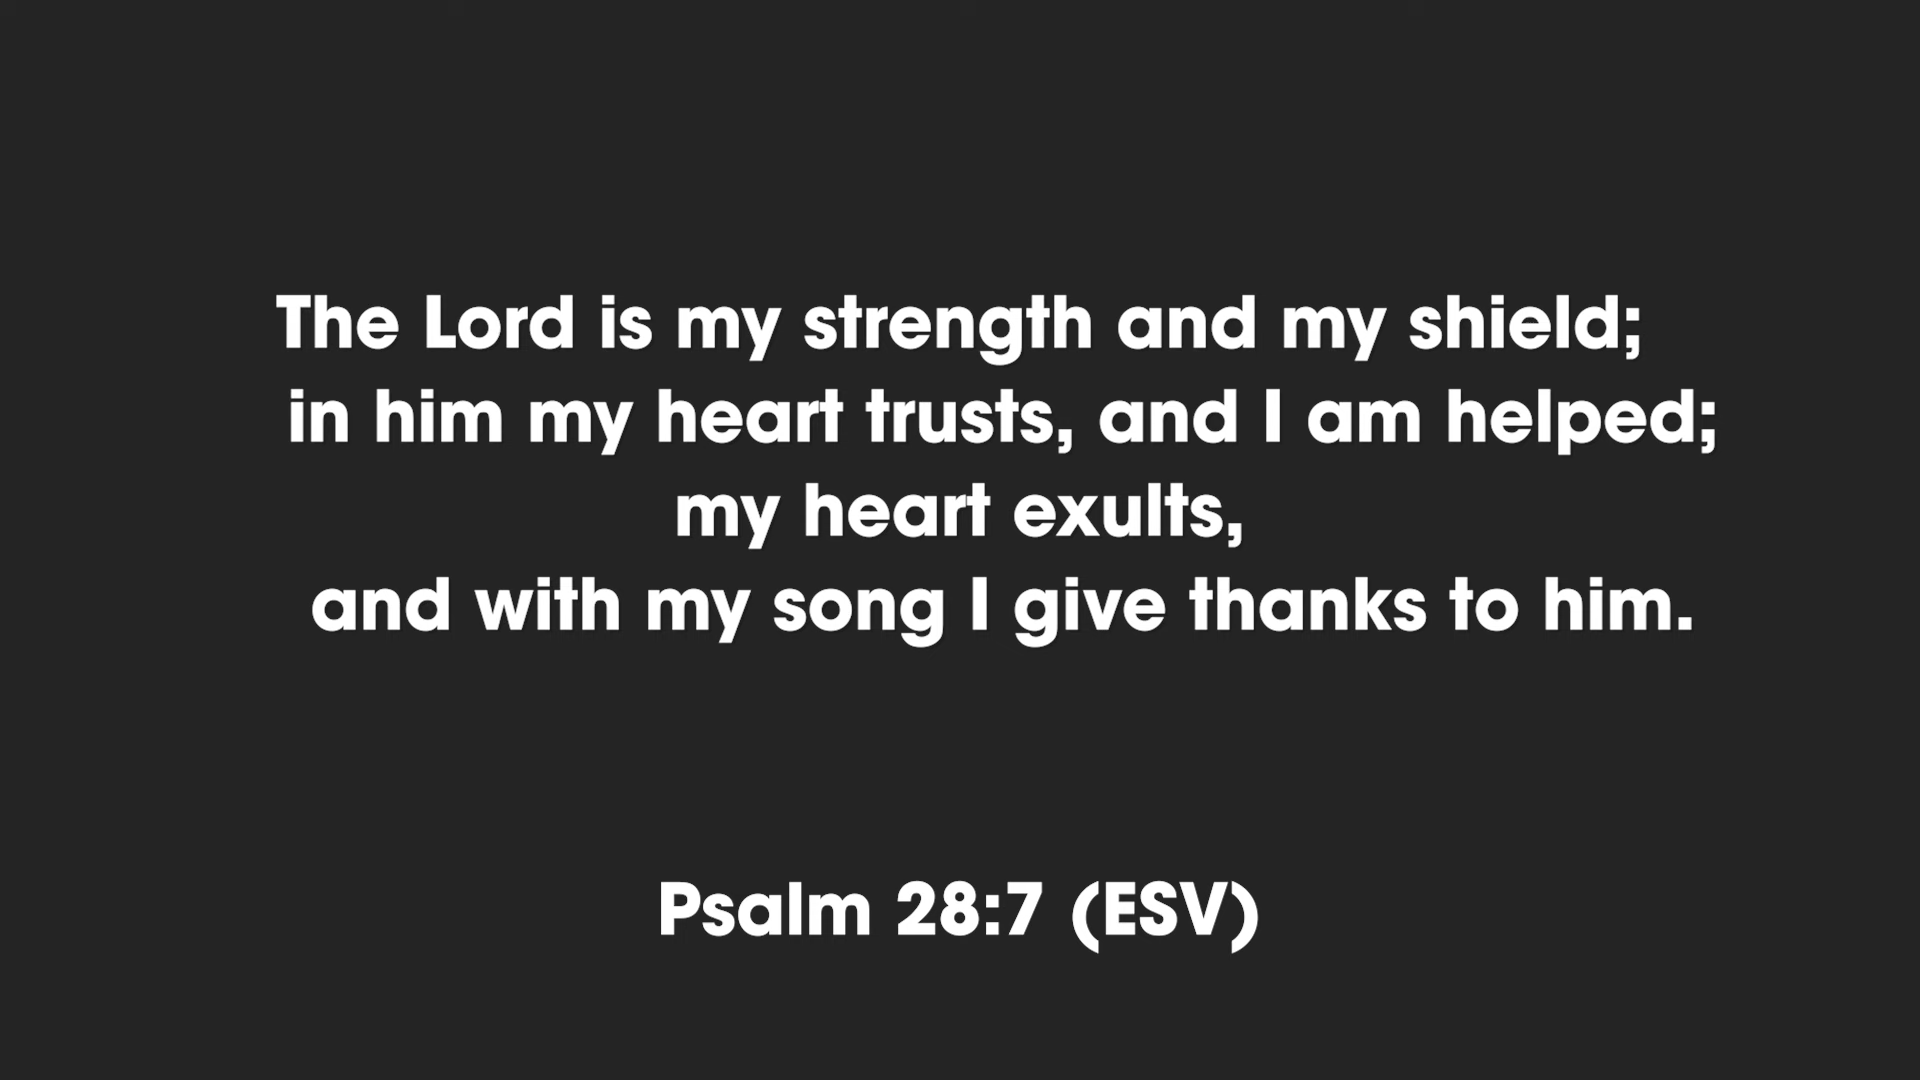 The Lord is my strength and my shield;
in him my heart trusts, and I am helped;
my heart exults,
and with my song I give thanks to him.
Psalm 28:7 (ESV)